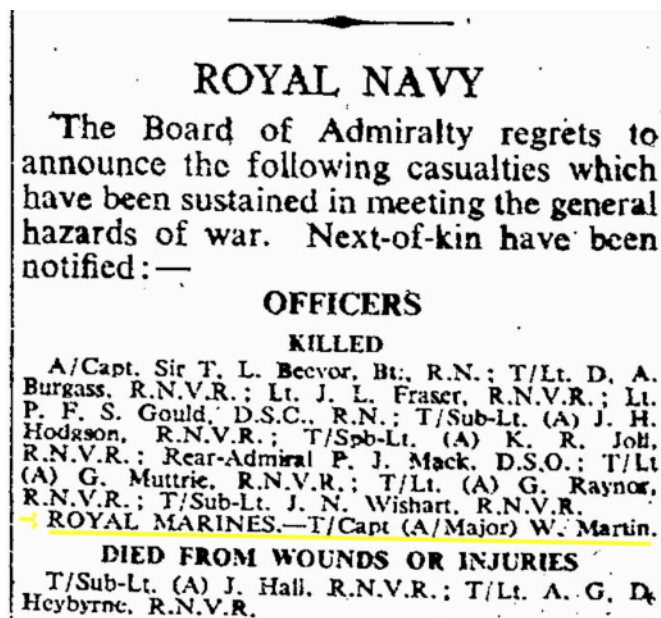 ROYAL NAVY
The Board of Admiralty regrets to
announce the following casualties which
have been sustained in meeting the general
hazards of war. Next-of-kin have been
notified:—
OFFICERS
KILLED
A/Capt. Sir T. L. Beevor, Bt., R.N.; T/Lt. D. A.
Burgass, R.N.V.R.; Lt. J. L. Fraser, R.N.V.R.; Lt.
P. F. S. Gould, D.S.C., R.N.; T/Sub-Lt. (A) J. H.
Hodgson, R.N.V.R.; T/Spb-Lt. (A) K. R. Joll,
R.N.V.R.; Rear-Admiral P. J. Mack, D.S.O.; T/Lt
(A) G. Muttrie, R.N.V.R.; T/Lt. (A) G. Raynor,
R.N.V.R.; T/Sub-Lt. J. N. Wishart, R.N.V.R.
ROYAL MARINES.—T/Capt (A/Major) W. Martin.
DIED FROM WOUNDS OR INJURIES
T/Sub-Lt. (A) J. Hall, R.N.V.R.; T/Lt. A. G. D.
Heybyrne, R.N.V.R.